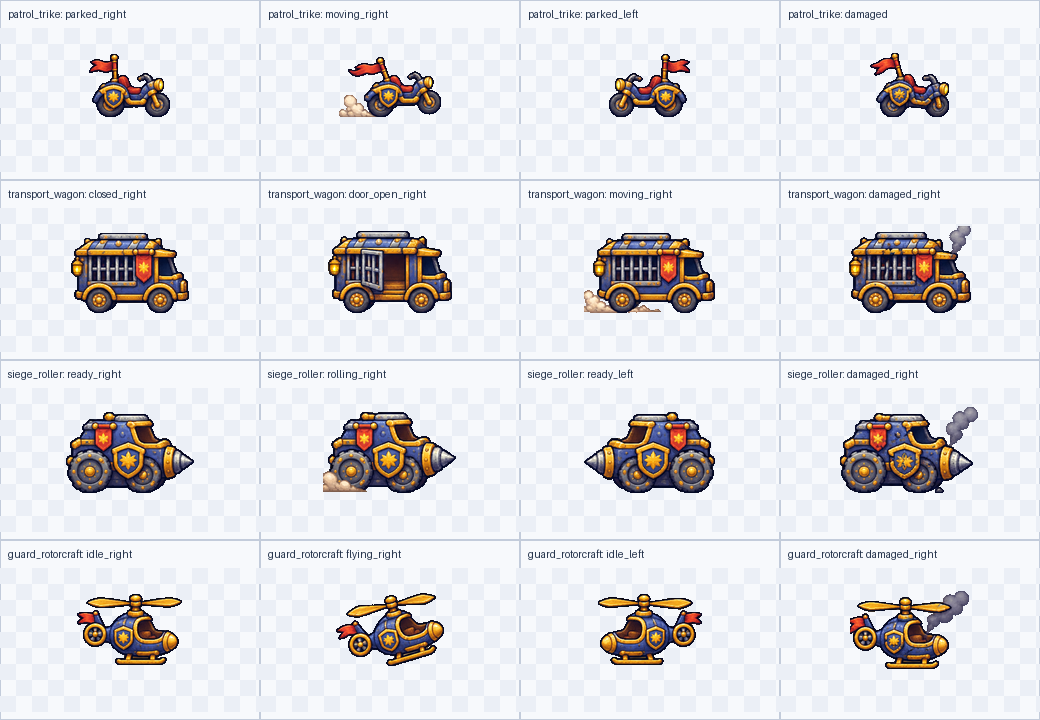 patrol_trike: parked_right
patrol_trike: moving_right
patrol_trike: parked_left
patrol_trike: damaged
transport_wagon: closed_right
transport_wagon: door_open_right
transport_wagon: moving_right
transport_wagon: damaged_right
siege_roller: ready_right
siege_roller: rolling_right
siege_roller: ready_left
siege_roller: damaged_right
guard_rotorcraft: idle_right
guard_rotorcraft: flying_right
guard_rotorcraft: idle_left
guard_rotorcraft: damaged_right